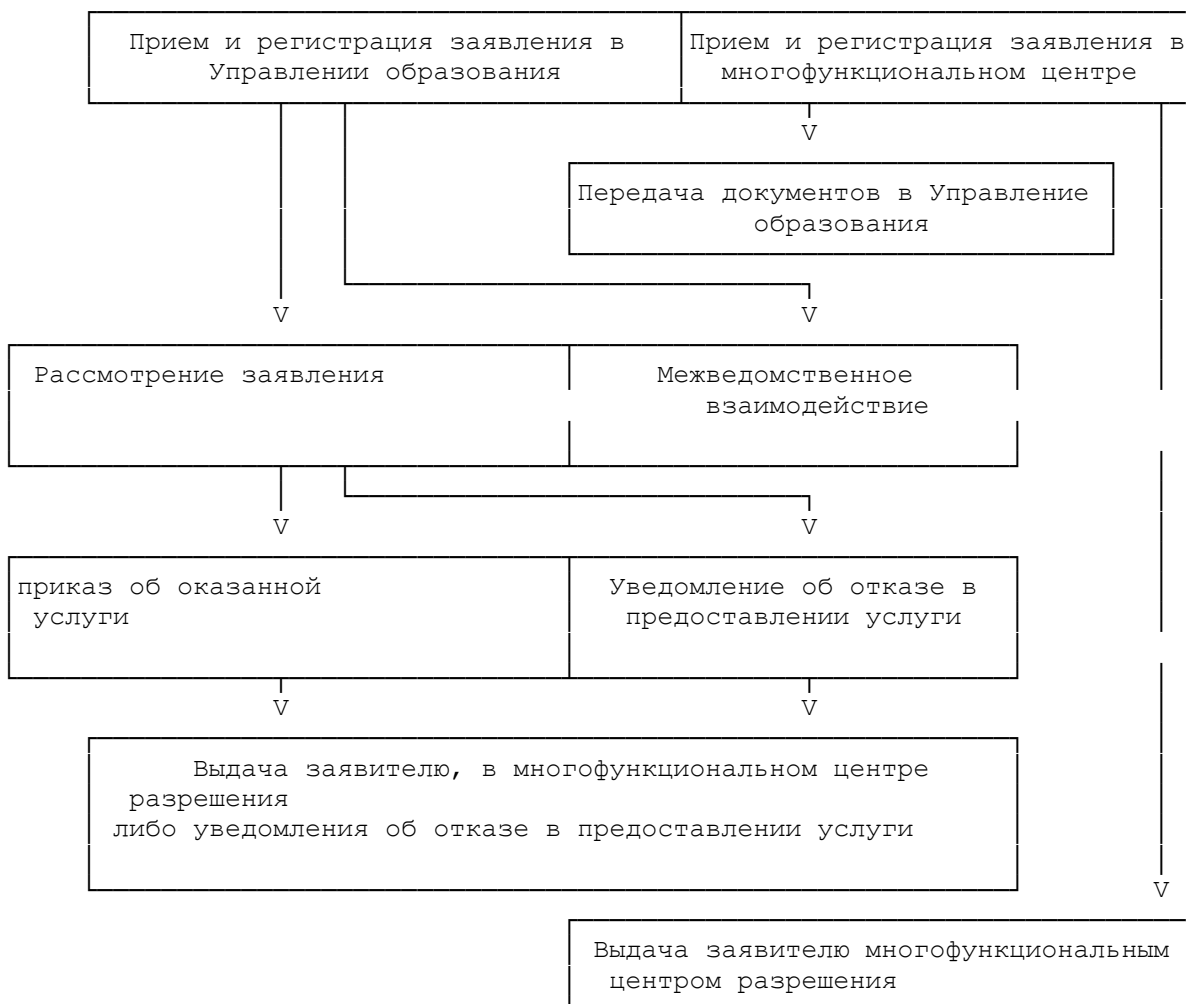 Прием и регистрация заявления в
Управлении образования
Прием и регистрация заявления в
многофункциональном центре
V
Передача документов в Управление
образования
V
V
Рассмотрение заявления
Межведомственное
взаимодействие
V
V
приказ об оказанной
услуги
Уведомление об отказе в
предоставлении услуги
V
V
Выдача заявителю, в многофункциональном центре
разрешения
либо уведомления об отказе в предоставлении услуги
V
Выдача заявителю многофункциональным
центром разрешения